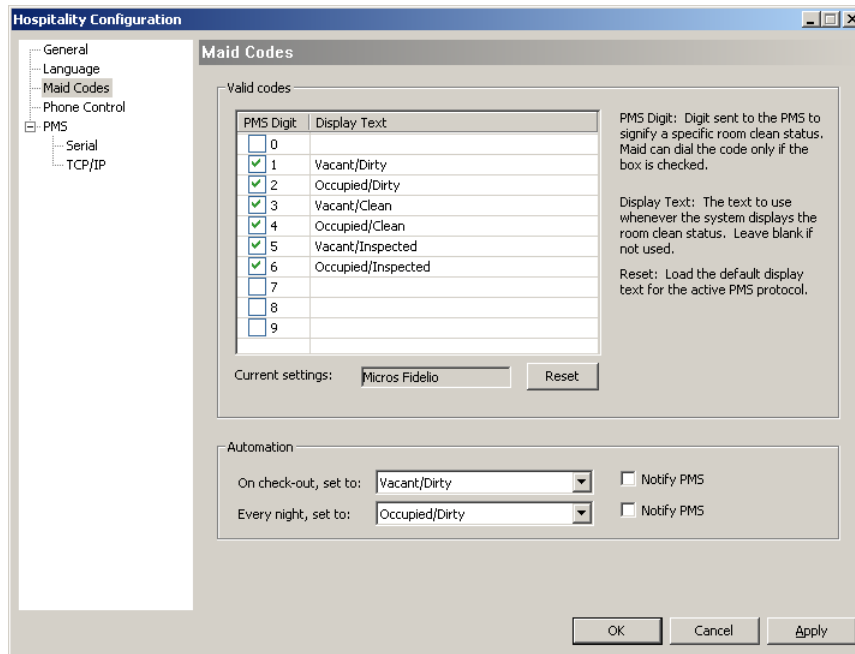 Hospitality Configuration
General
Language
Maid Codes
Phone Control
PMS
Serial
TCP/IP
Maid Codes
Valid codes
PMS Digit Display Text
0
1 Vacant/Dirty
2 Occupied/Dirty
3 Vacant/Clean
4 Occupied/Clean
5 Vacant/Inspected
6 Occupied/Inspected
7
8
9
Current settings: Micros Fidelio Reset
PMS Digit: Digit sent to the PMS to
signify a specific room clean status.
Maid can dial the code only if the
box is checked.
Display Text: The text to use
whenever the system displays the
room clean status. Leave blank if
not used.
Reset: Load the default display
text for the active PMS protocol.
Automation
On check-out, set to: Vacant/Dirty Notify PMS
Every night, set to: Occupied/Dirty Notify PMS
OK Cancel Apply